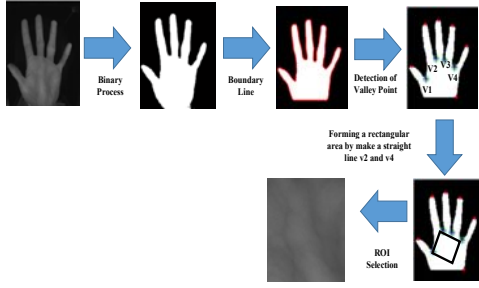 Binary
Process
Boundary
Line
Detection of
Valley Point
V2
V3
V4
V1
Forming a rectangular
area by make a straight
line v2 and v4
ROI
Selection